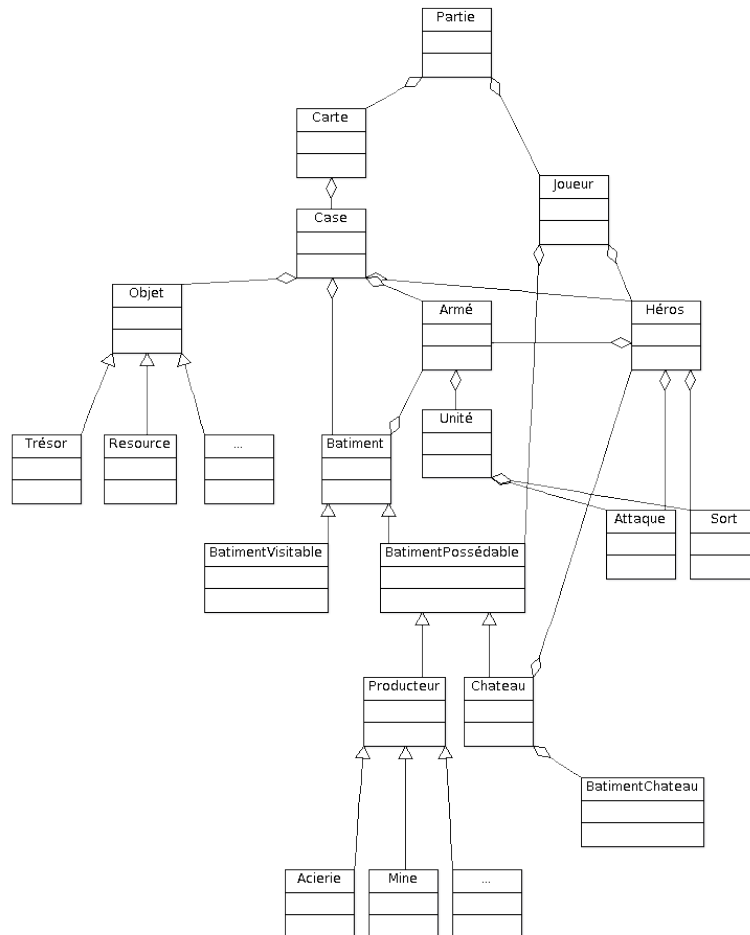 Partie
Carte
Joueur
Case
Objet
Armé
Héros
Unité
Trésor
Resource
...
Batiment
Attaque
Sort
BatimentVisitable
BatimentPossédable
Producteur
Chateau
BatimentChateau
Acierie
Mine
...